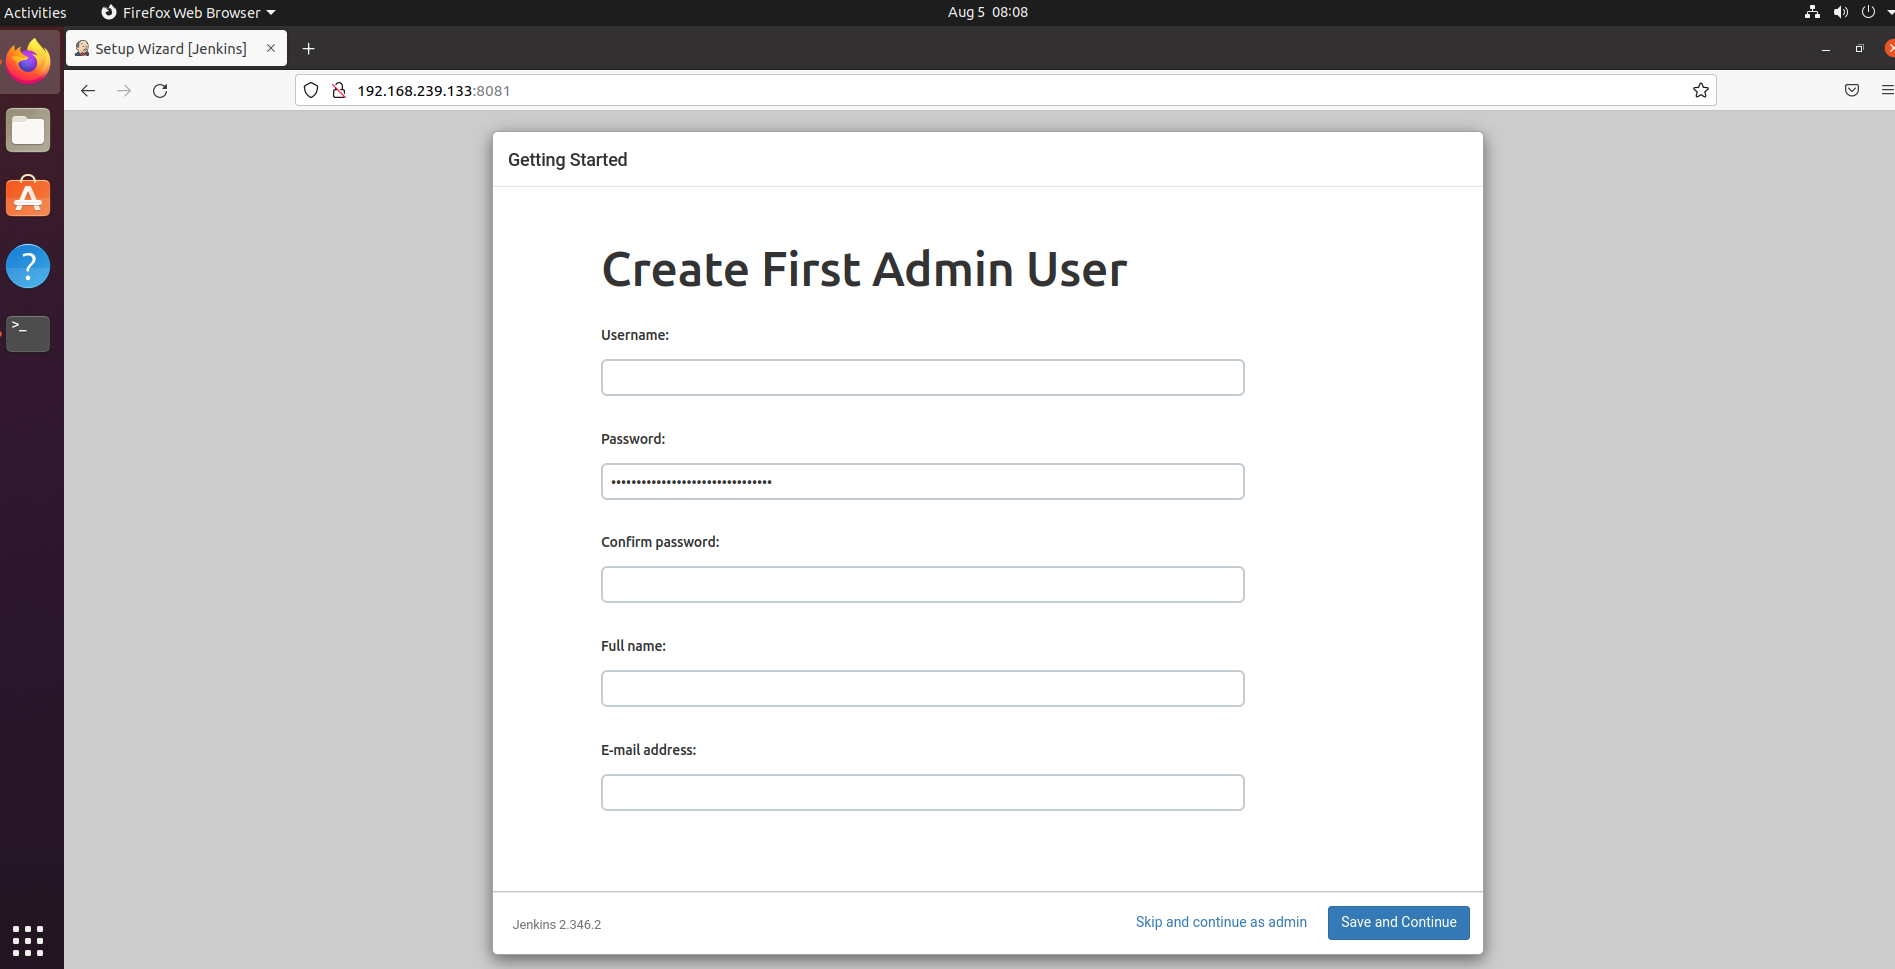 Activities
Firefox Web Browser
Aug 5 08:08
Setup Wizard [Jenkins]
192.168.239.133:8081
Getting Started
Create First Admin User
Username:
Password:
••••••••••••••••••••••••••••••••
Confirm password:
Full name:
E-mail address:
Jenkins 2.346.2
Skip and continue as admin
Save and Continue